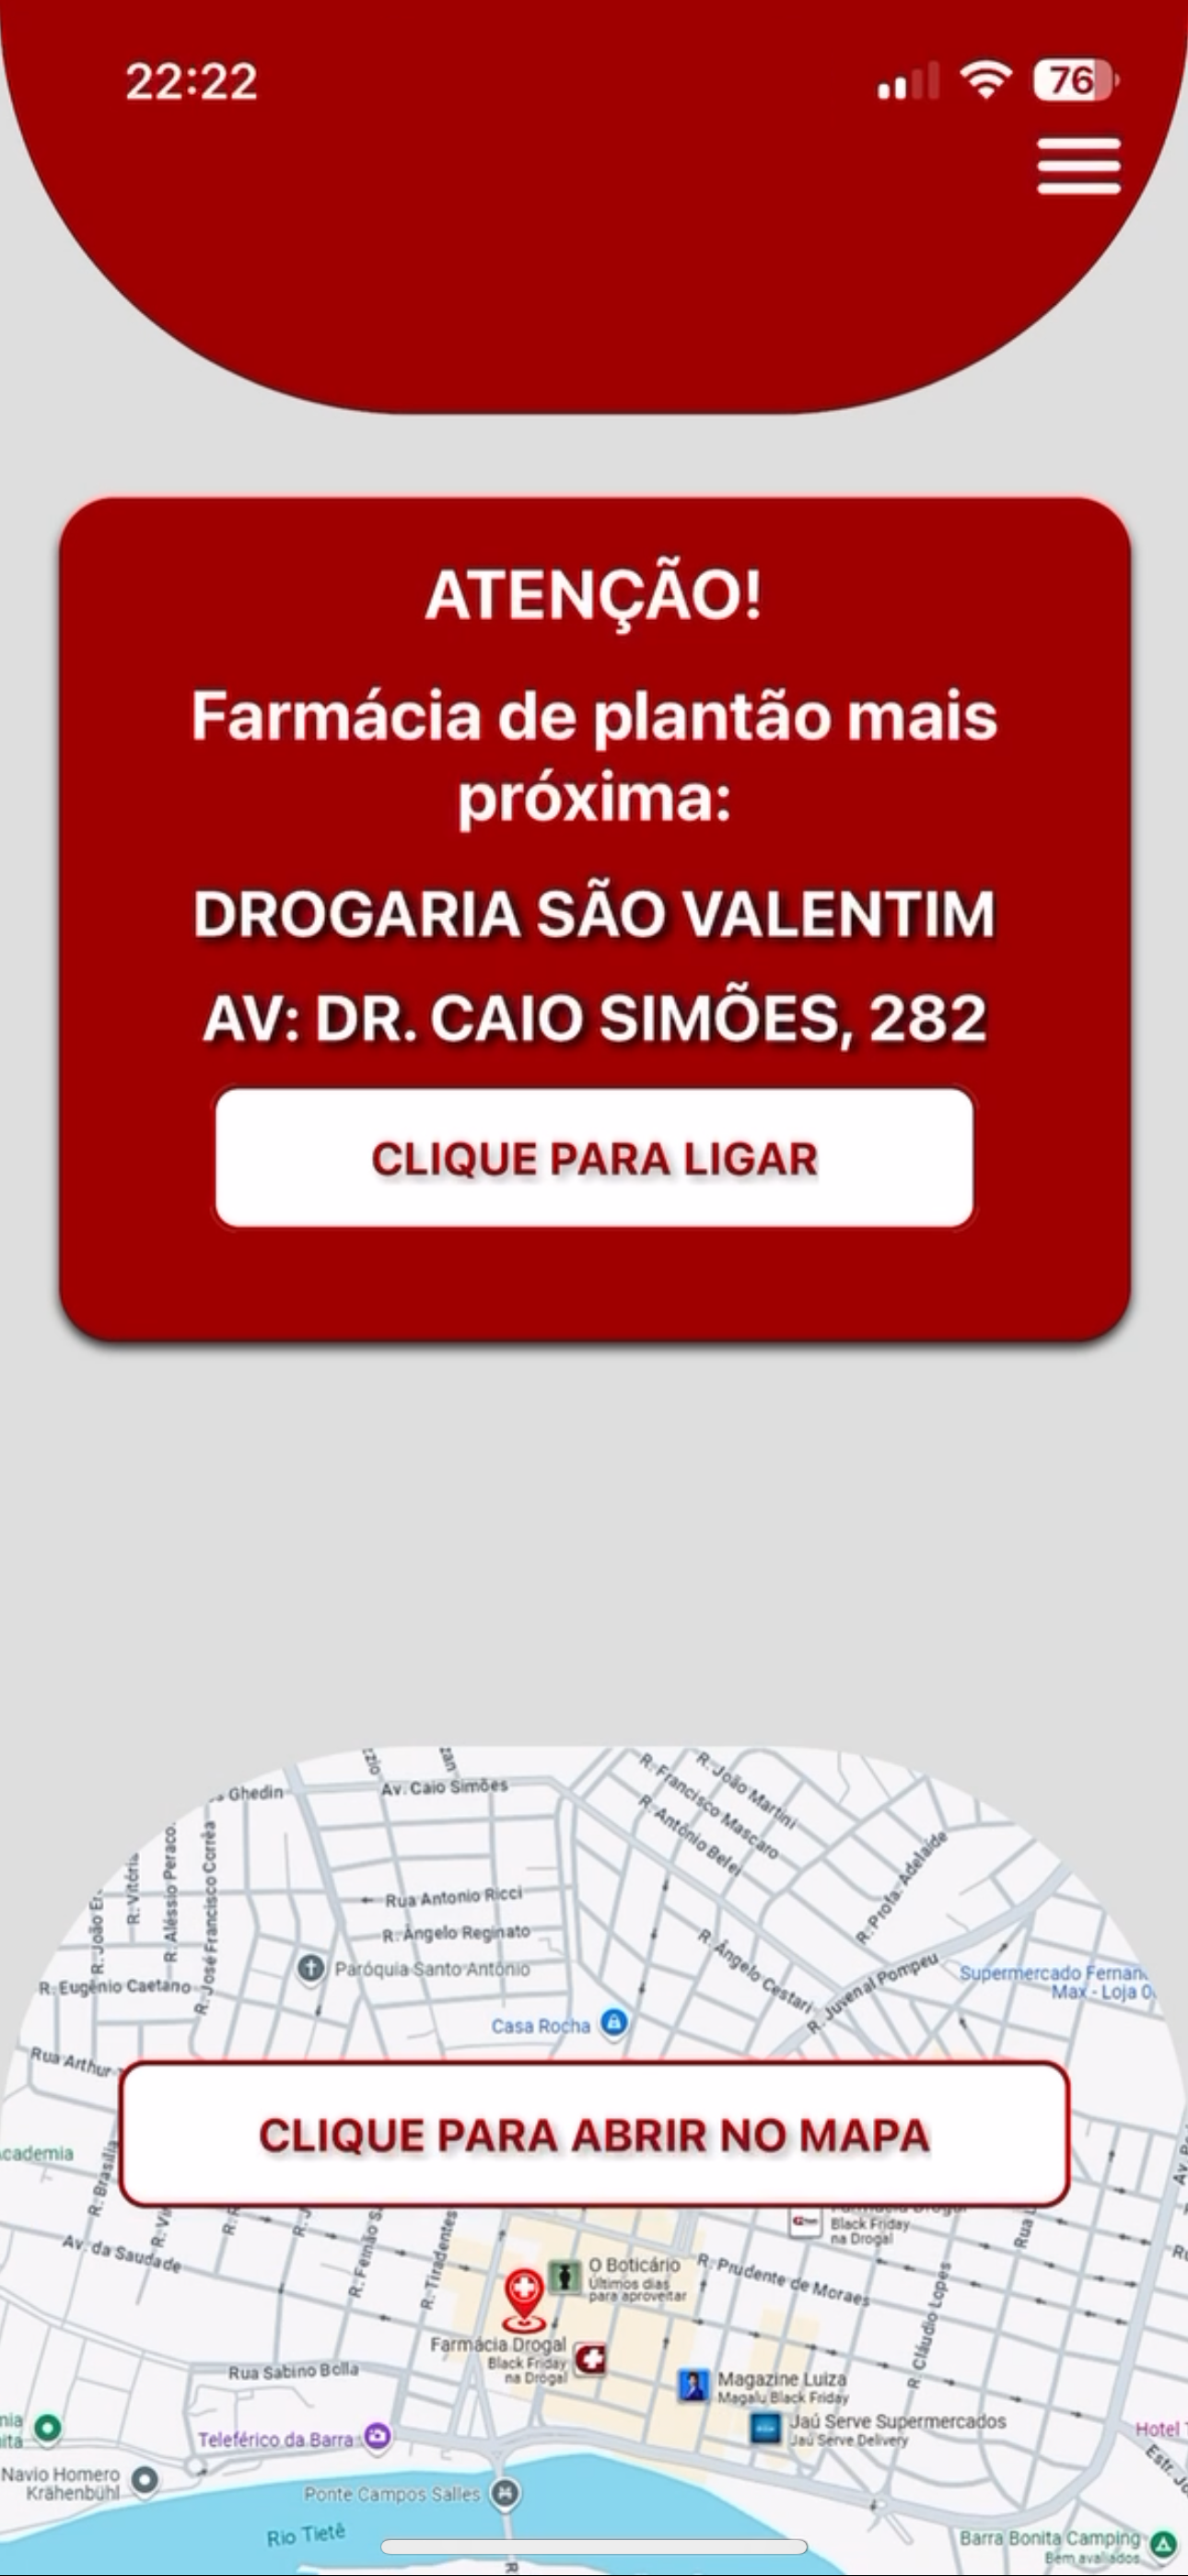 22:22
76
ATENÇÃO!
Farmácia de plantão mais
próxima:
DROGARIA SÃO VALENTIM
AV: DR. CAIO SIMÕES, 282
CLIQUE PARA LIGAR
Ghedin
Av. Caio Simões
R. Francisco Mascaro
R. João Martini
R. Antônio Belei
R. Vitória
R. Aléssio Peraco.
R. José Francisco Corrêa
Rua Antonio Ricci
R. Ângelo Reginato
R. Profa. Adelaide
R. Eugênio Caetano
Paróquia Santo Antônio
R. Ângelo Cestari
R. Juvenal Pompeu
Supermercado Fernan
Max - Loja 0
Casa Rocha
Rua Arthur
CLIQUE PARA ABRIR NO MAPA
cademia
R. Brasília
Av. da Saudade
R. Tiradentes
Black Friday
na Drogal
O Boticário
Últimos dias
para aproveitar
R. Prudente de Moraes
R. Cláudio Lopes
Farmácia Drogal
Black Friday
na Drogal
Rua Sabino Bolla
Magazine Luiza
Magalu Black Friday
Jaú Serve Supermercados
Jaú Serve Delivery
Teleférico da Barra
Hotel
Navio Homero
Krähenbühl
Ponte Campos Salles
Rio Tietê
Barra Bonita Camping
Bem avaliados